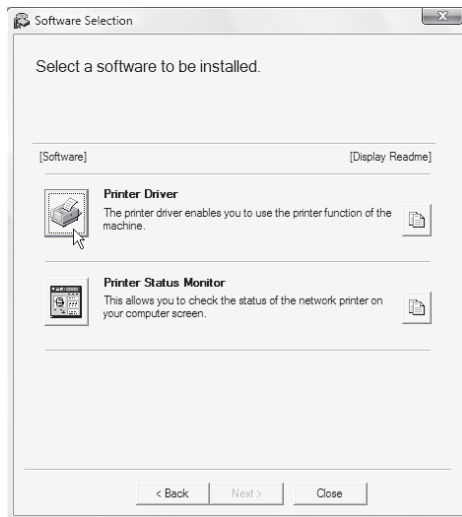 Software Selection
Select a software to be installed.
[Software] [Display Readme]
Printer Driver
The printer driver enables you to use the printer function of the
machine.
Printer Status Monitor
This allows you to check the status of the network printer on
your computer screen.
< Back Next > Close